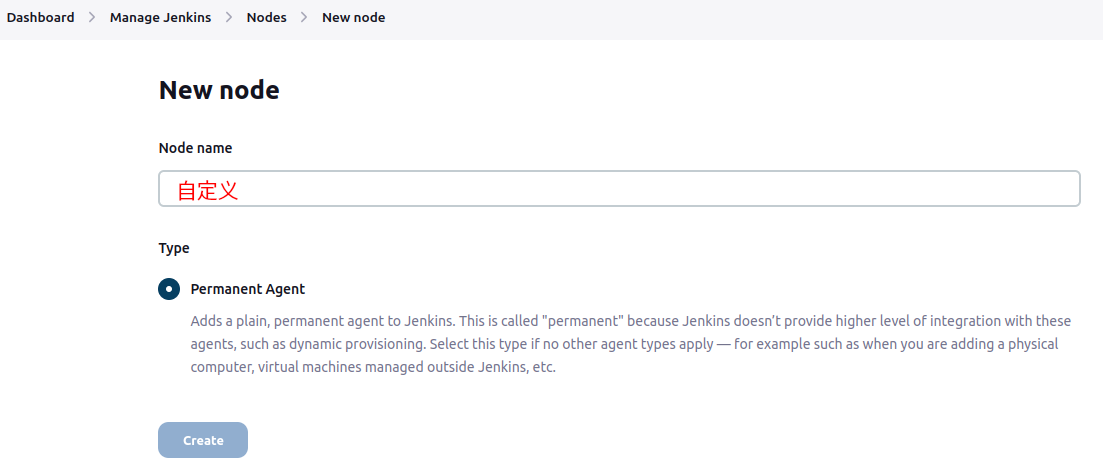 Dashboard > Manage Jenkins > Nodes > New node
New node
Node name
自定义
Type
Permanent Agent
Adds a plain, permanent agent to Jenkins. This is called "permanent" because Jenkins doesn't provide higher level of integration with these
agents, such as dynamic provisioning. Select this type if no other agent types apply — for example such as when you are adding a physical
computer, virtual machines managed outside Jenkins, etc.
Create